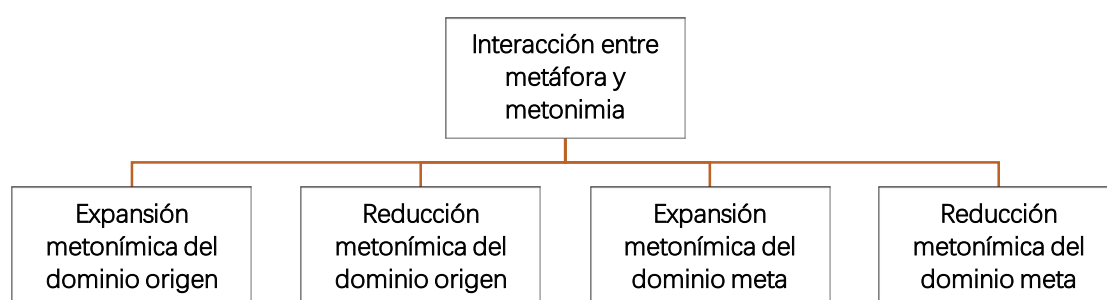 Interacción entre
metáfora y
metonimia
Expansión
metonímica del
dominio origen
Reducción
metonímica del
dominio origen
Expansión
metonímica del
dominio meta
Reducción
metonímica del
dominio meta